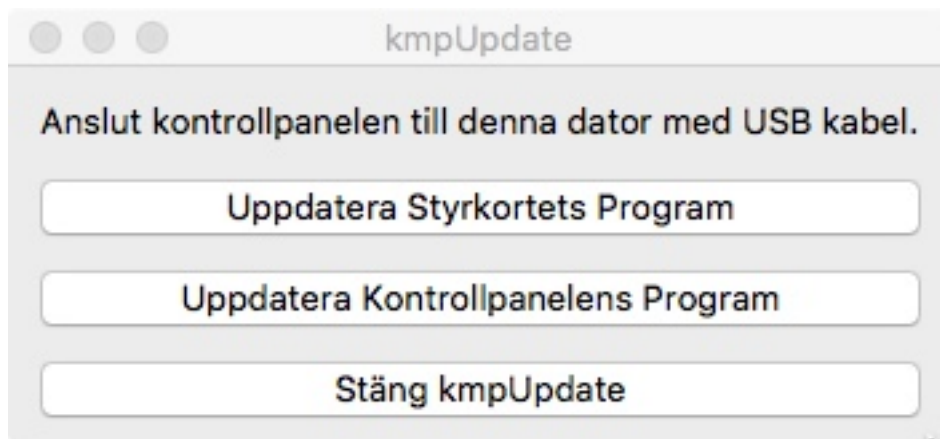 kmpUpdate
Anslut kontrollpanelen till denna dator med USB kabel.
Uppdatera Styrkortets Program
Uppdatera Kontrollpanelens Program
Stäng kmpUpdate